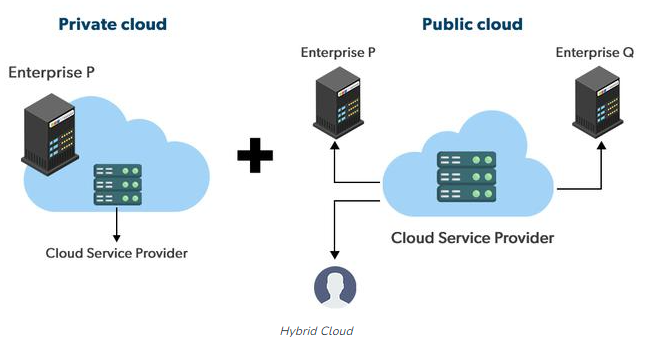 Private cloud
Public cloud
Enterprise P
Enterprise P
Enterprise Q
Cloud Service Provider
Cloud Service Provider
Hybrid Cloud